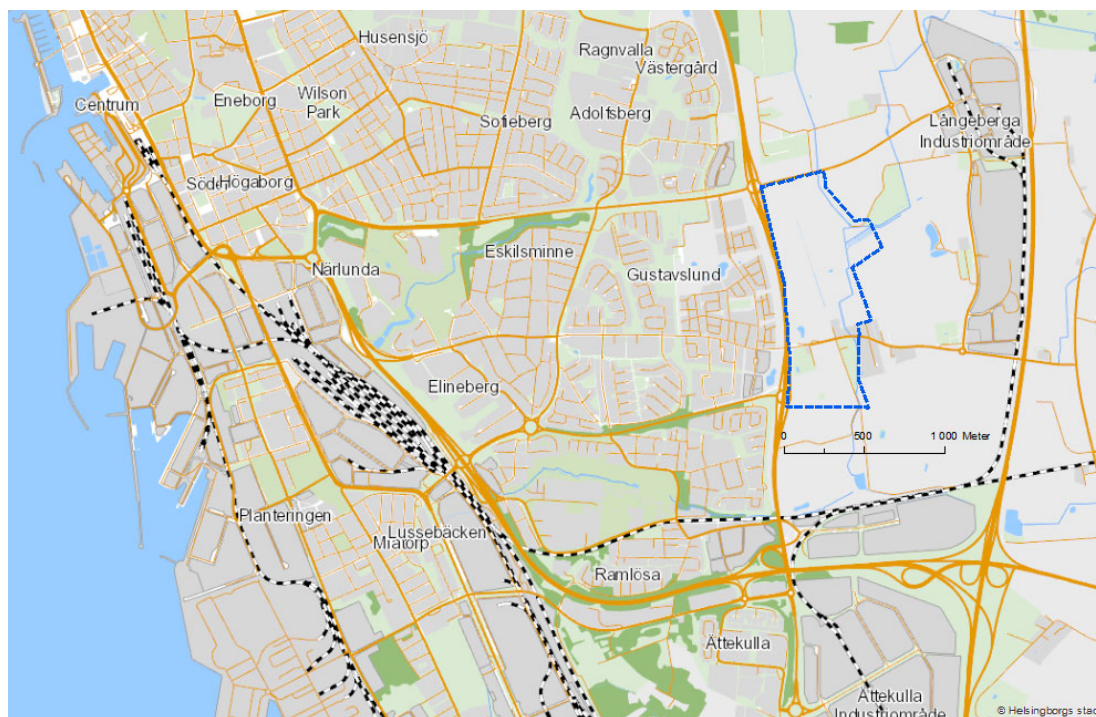 Husensjö
Ragnvalla
Västergård
Centrum
Eneborg
Wilson
Park
Sofieberg
Adolfsberg
Långeberga
Industriområde
Söder
Högaborg
Eskilsminne
Närlunda
Gustavslund
Elineberg
0 500 1 000 Meter
Planteringen
Miatorp
Lussebäcken
Ramlösa
Ättekulla
Ättekulla
Industriområde
© Helsingborgs stad